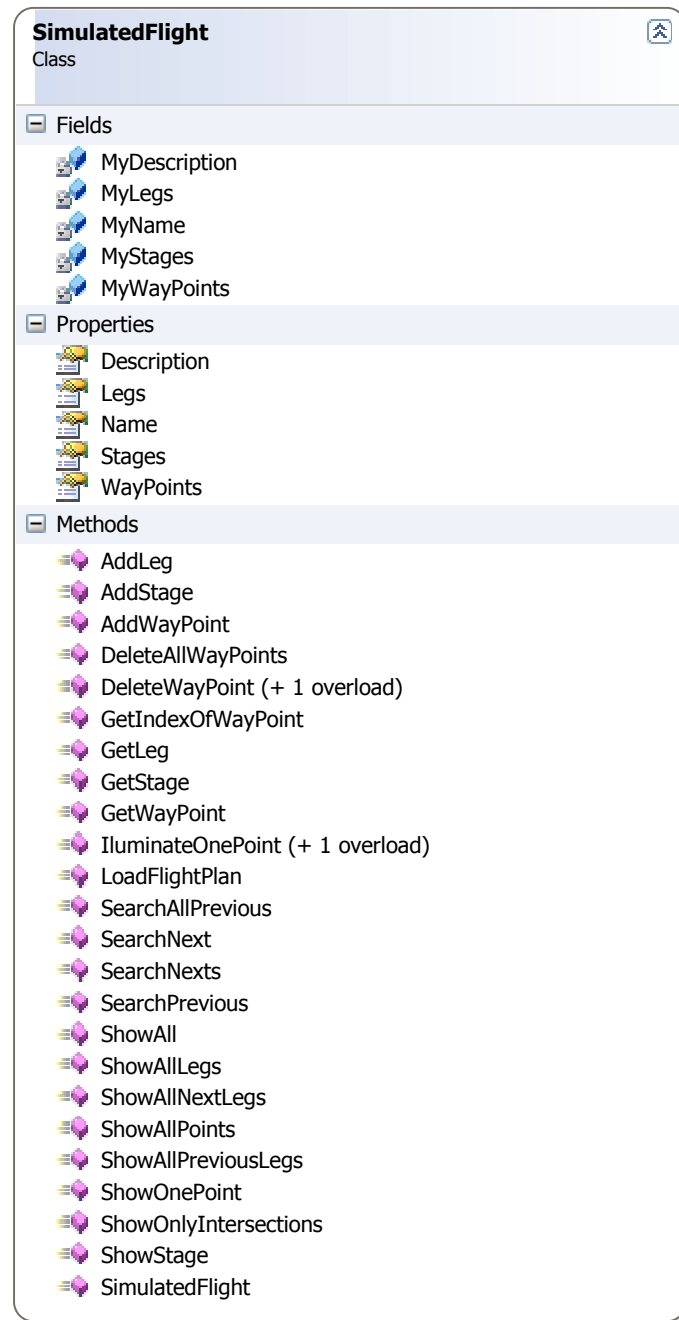 SimulatedFlight
Class
Fields
MyDescription
MyLegs
MyName
MyStages
MyWayPoints
Properties
Description
Legs
Name
Stages
WayPoints
Methods
AddLeg
AddStage
AddWayPoint
DeleteAllWayPoints
DeleteWayPoint (+ 1 overload)
GetIndexOfWayPoint
GetLeg
GetStage
GetWayPoint
IluminateOnePoint (+ 1 overload)
LoadFlightPlan
SearchAllPrevious
SearchNext
SearchNexts
SearchPrevious
ShowAll
ShowAllLegs
ShowAllNextLegs
ShowAllPoints
ShowAllPreviousLegs
ShowOnePoint
ShowOnlyIntersections
ShowStage
SimulatedFlight